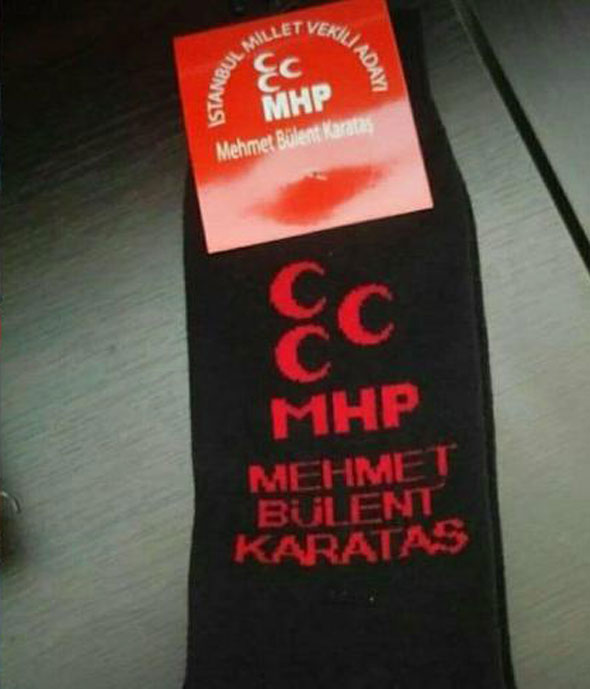 İSTANBUL MİLLET VEKİLİ ADAYI
MHP
Mehmet Bülent Karataş
MHP
MEHMET
BÜLENT
KARATAŞ